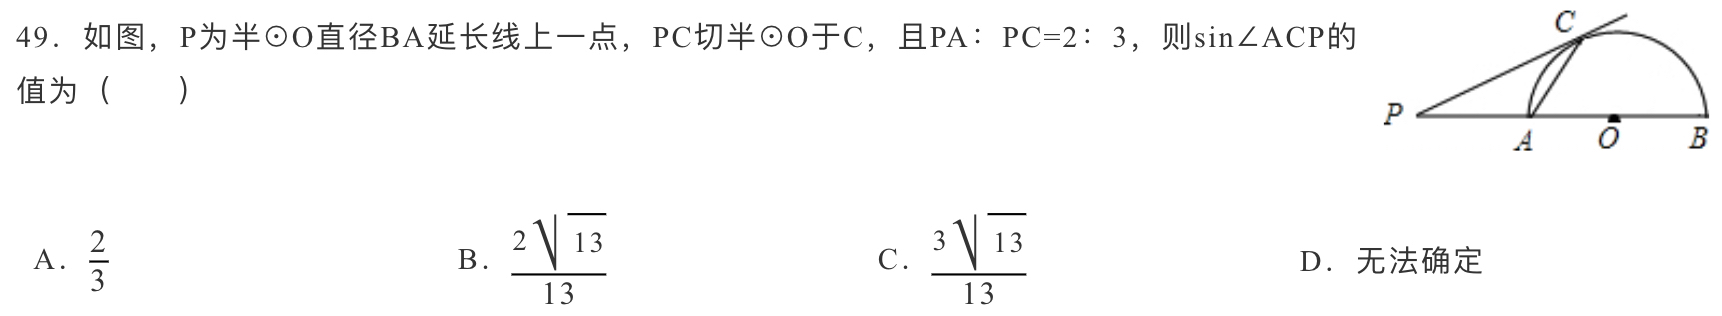 49. 如图，P为半⊙O直径BA延长线上一点，PC切半⊙O于C，且PA：PC=2：3，则sin∠ACP的
值为（　　）
C
P
A
O
B
A. 2/3
B. 2√13/13
C. 3√13/13
D. 无法确定